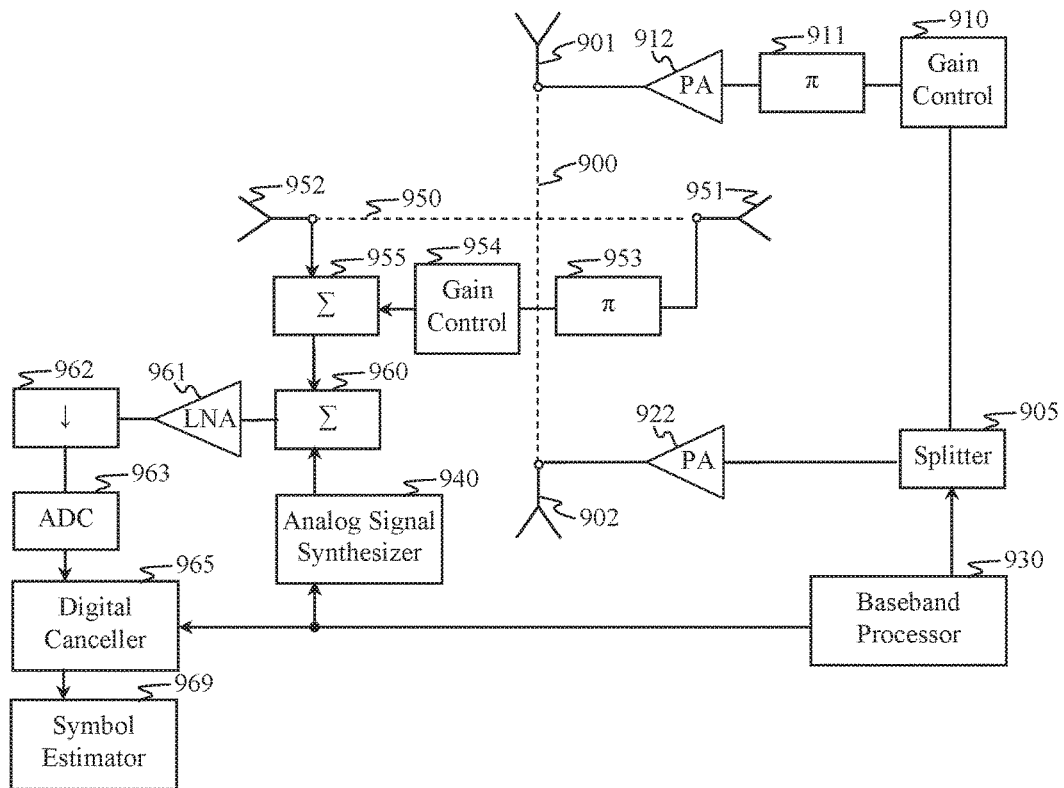 901
912
PA
911
π
910
Gain
Control
900
952
950
951
955
Σ
954
Gain
Control
953
π
962
↓
961
LNA
960
Σ
922
PA
905
Splitter
902
963
ADC
940
Analog Signal
Synthesizer
965
Digital
Canceller
930
Baseband
Processor
969
Symbol
Estimator